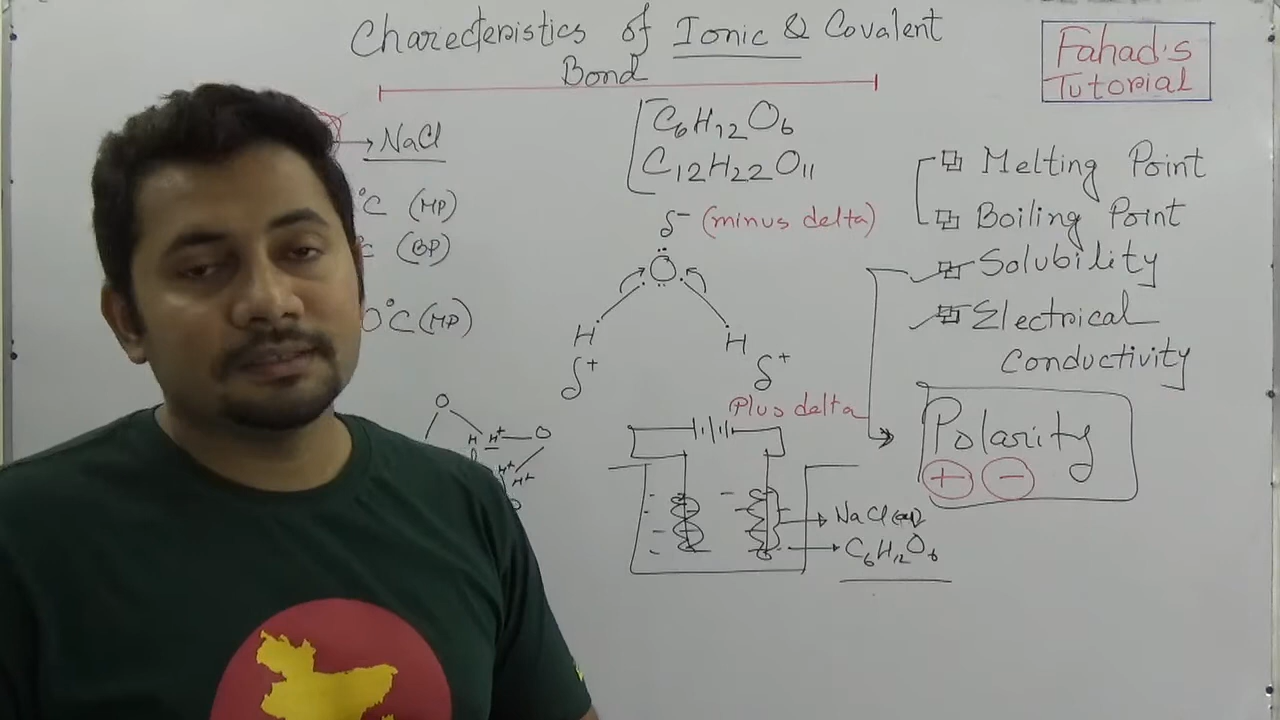 Charecteristics of Ionic & Covalent
Bond
Fahad's
Tutorial
NaCl
°C (MP)
C (BP)
0°C (MP)
C6H12O6
C12H22O11
δ- (minus delta)
O
H
H
δ+
δ+
Plus delta
Melting Point
Boiling Point
Solubility
Electrical
Conductivity
Polarity
+ -
O
H H+ O
H+
H+
NaCl
C6H12O6